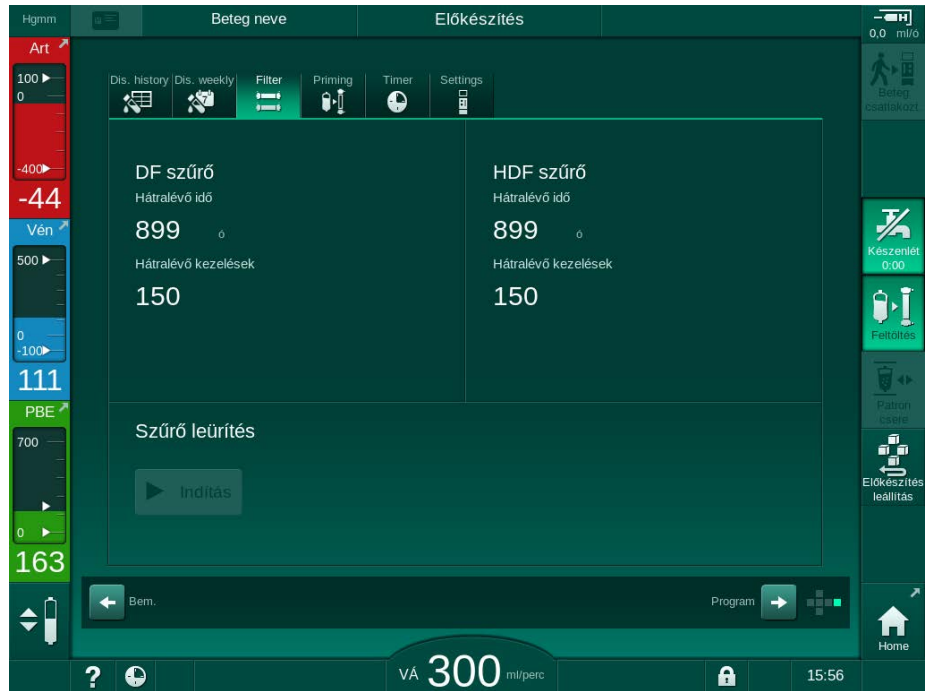 Hgmm
Beteg neve
Előkészítés
0,0 ml/ó
Art
100
0
-400
-44
Vén
500
0
-100
111
PBE
700
0
163
Dis. history
Dis. weekly
Filter
Priming
Timer
Settings
DF szűrő
Hátralévő idő
899 ó
Hátralévő kezelések
150
HDF szűrő
Hátralévő idő
899 ó
Hátralévő kezelések
150
Szűrő leürítés
Indítás
Bem.
Program
Beteg
csatlakozt.
Készenlét
0:00
Feltöltés
Patron
csere
Előkészítés
leállítás
Home
?
VÁ 300 ml/perc
15:56